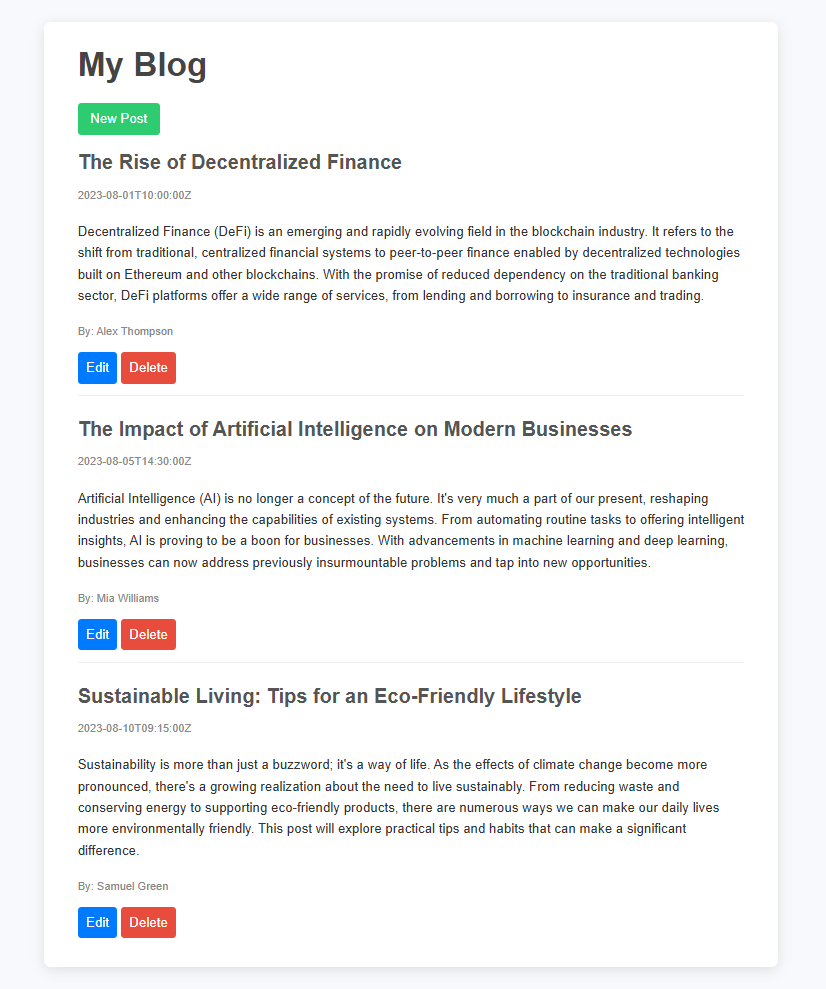 My Blog
New Post
The Rise of Decentralized Finance
2023-08-01T10:00:00Z
Decentralized Finance (DeFi) is an emerging and rapidly evolving field in the blockchain industry. It refers to the
shift from traditional, centralized financial systems to peer-to-peer finance enabled by decentralized technologies
built on Ethereum and other blockchains. With the promise of reduced dependency on the traditional banking
sector, DeFi platforms offer a wide range of services, from lending and borrowing to insurance and trading.
By: Alex Thompson
Edit Delete
The Impact of Artificial Intelligence on Modern Businesses
2023-08-05T14:30:00Z
Artificial Intelligence (AI) is no longer a concept of the future. It's very much a part of our present, reshaping
industries and enhancing the capabilities of existing systems. From automating routine tasks to offering intelligent
insights, AI is proving to be a boon for businesses. With advancements in machine learning and deep learning,
businesses can now address previously insurmountable problems and tap into new opportunities.
By: Mia Williams
Edit Delete
Sustainable Living: Tips for an Eco-Friendly Lifestyle
2023-08-10T09:15:00Z
Sustainability is more than just a buzzword; it's a way of life. As the effects of climate change become more
pronounced, there's a growing realization about the need to live sustainably. From reducing waste and
conserving energy to supporting eco-friendly products, there are numerous ways we can make our daily lives
more environmentally friendly. This post will explore practical tips and habits that can make a significant
difference.
By: Samuel Green
Edit Delete